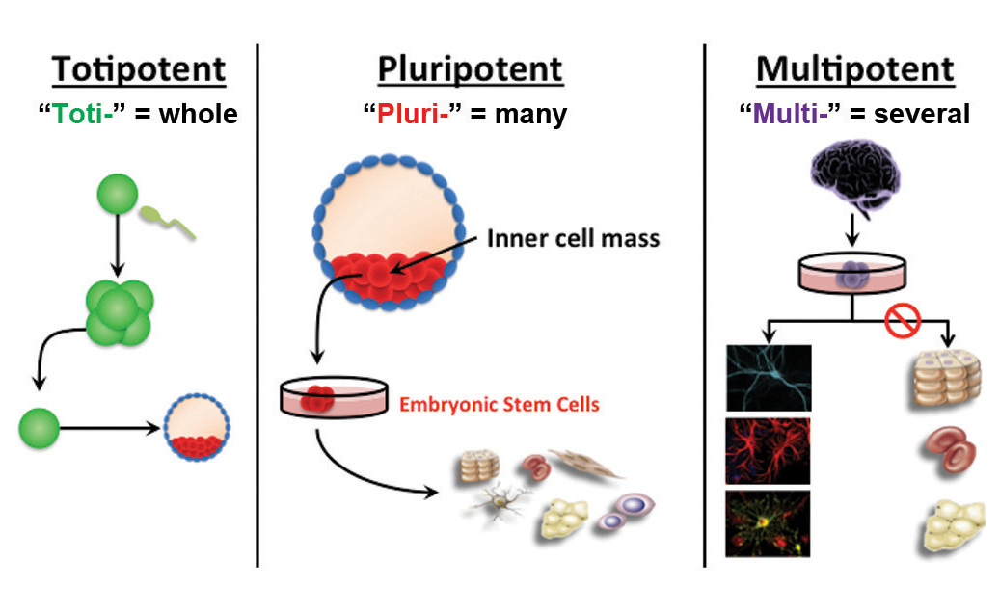 Totipotent
“Toti-” = whole
Pluripotent
“Pluri-” = many
Inner cell mass
Embryonic Stem Cells
Multipotent
“Multi-” = several